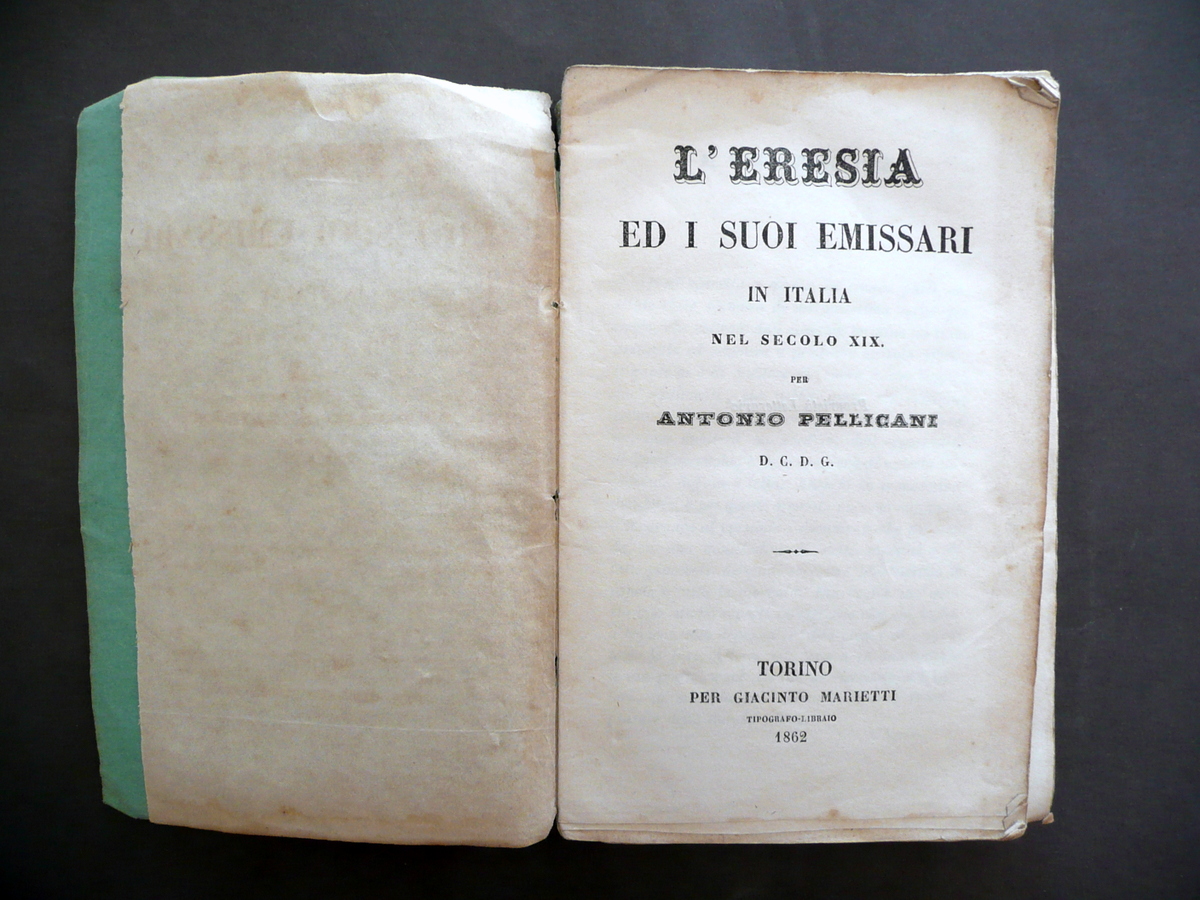 L'ERESIA
ED I SUOI EMISSARI
IN ITALIA
NEL SECOLO XIX.
PER
ANTONIO PELLICANI
D. C. D. G.
TORINO
PER GIACINTO MARIETTI
TIPOGRAFO-LIBRAIO
1862